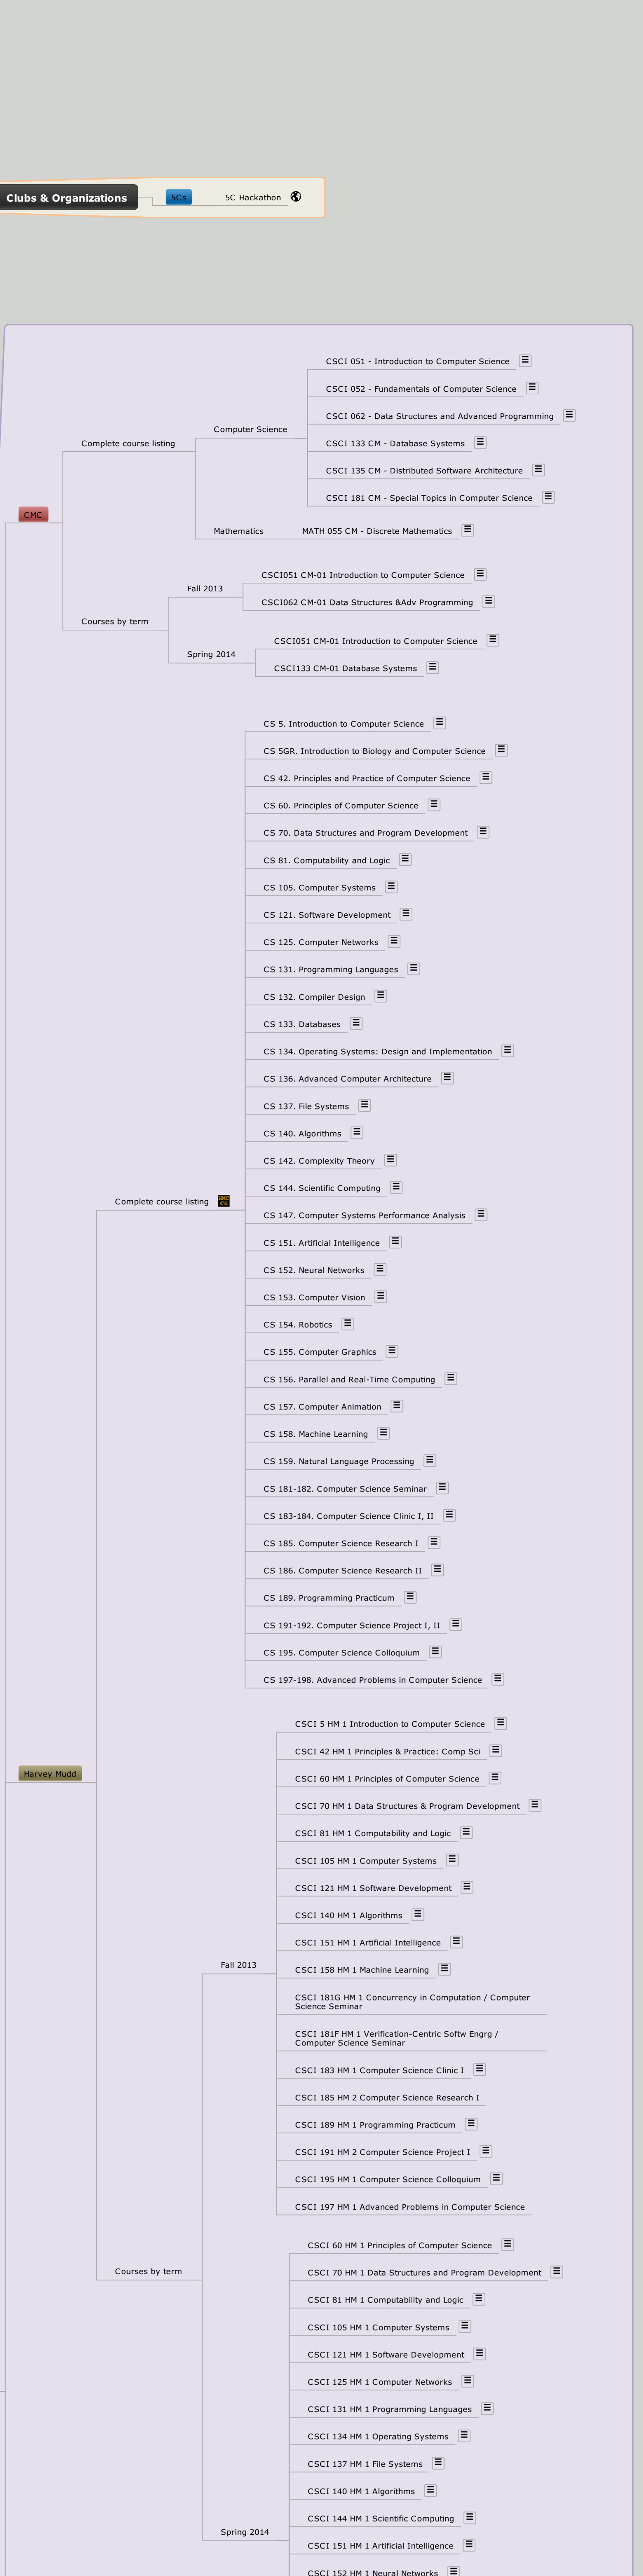 Clubs & Organizations
5Cs
5C Hackathon
CMC
Complete course listing
Computer Science
CSCI 051 - Introduction to Computer Science
CSCI 052 - Fundamentals of Computer Science
CSCI 062 - Data Structures and Advanced Programming
CSCI 133 CM - Database Systems
CSCI 135 CM - Distributed Software Architecture
CSCI 181 CM - Special Topics in Computer Science
Mathematics
MATH 055 CM - Discrete Mathematics
Courses by term
Fall 2013
CSCI051 CM-01 Introduction to Computer Science
CSCI062 CM-01 Data Structures &Adv Programming
Spring 2014
CSCI051 CM-01 Introduction to Computer Science
CSCI133 CM-01 Database Systems
Harvey Mudd
Complete course listing
CS 5. Introduction to Computer Science
CS 5GR. Introduction to Biology and Computer Science
CS 42. Principles and Practice of Computer Science
CS 60. Principles of Computer Science
CS 70. Data Structures and Program Development
CS 81. Computability and Logic
CS 105. Computer Systems
CS 121. Software Development
CS 125. Computer Networks
CS 131. Programming Languages
CS 132. Compiler Design
CS 133. Databases
CS 134. Operating Systems: Design and Implementation
CS 136. Advanced Computer Architecture
CS 137. File Systems
CS 140. Algorithms
CS 142. Complexity Theory
CS 144. Scientific Computing
CS 147. Computer Systems Performance Analysis
CS 151. Artificial Intelligence
CS 152. Neural Networks
CS 153. Computer Vision
CS 154. Robotics
CS 155. Computer Graphics
CS 156. Parallel and Real-Time Computing
CS 157. Computer Animation
CS 158. Machine Learning
CS 159. Natural Language Processing
CS 181-182. Computer Science Seminar
CS 183-184. Computer Science Clinic I, II
CS 185. Computer Science Research I
CS 186. Computer Science Research II
CS 189. Programming Practicum
CS 191-192. Computer Science Project I, II
CS 195. Computer Science Colloquium
CS 197-198. Advanced Problems in Computer Science
Courses by term
Fall 2013
CSCI 5 HM 1 Introduction to Computer Science
CSCI 42 HM 1 Principles & Practice: Comp Sci
CSCI 60 HM 1 Principles of Computer Science
CSCI 70 HM 1 Data Structures & Program Development
CSCI 81 HM 1 Computability and Logic
CSCI 105 HM 1 Computer Systems
CSCI 121 HM 1 Software Development
CSCI 140 HM 1 Algorithms
CSCI 151 HM 1 Artificial Intelligence
CSCI 158 HM 1 Machine Learning
CSCI 181G HM 1 Concurrency in Computation / Computer
Science Seminar
CSCI 181F HM 1 Verification-Centric Softw Engrg /
Computer Science Seminar
CSCI 183 HM 1 Computer Science Clinic I
CSCI 185 HM 2 Computer Science Research I
CSCI 189 HM 1 Programming Practicum
CSCI 191 HM 2 Computer Science Project I
CSCI 195 HM 1 Computer Science Colloquium
CSCI 197 HM 1 Advanced Problems in Computer Science
Spring 2014
CSCI 60 HM 1 Principles of Computer Science
CSCI 70 HM 1 Data Structures and Program Development
CSCI 81 HM 1 Computability and Logic
CSCI 105 HM 1 Computer Systems
CSCI 121 HM 1 Software Development
CSCI 125 HM 1 Computer Networks
CSCI 131 HM 1 Programming Languages
CSCI 134 HM 1 Operating Systems
CSCI 137 HM 1 File Systems
CSCI 140 HM 1 Algorithms
CSCI 144 HM 1 Scientific Computing
CSCI 151 HM 1 Artificial Intelligence
CSCI 152 HM 1 Neural Networks